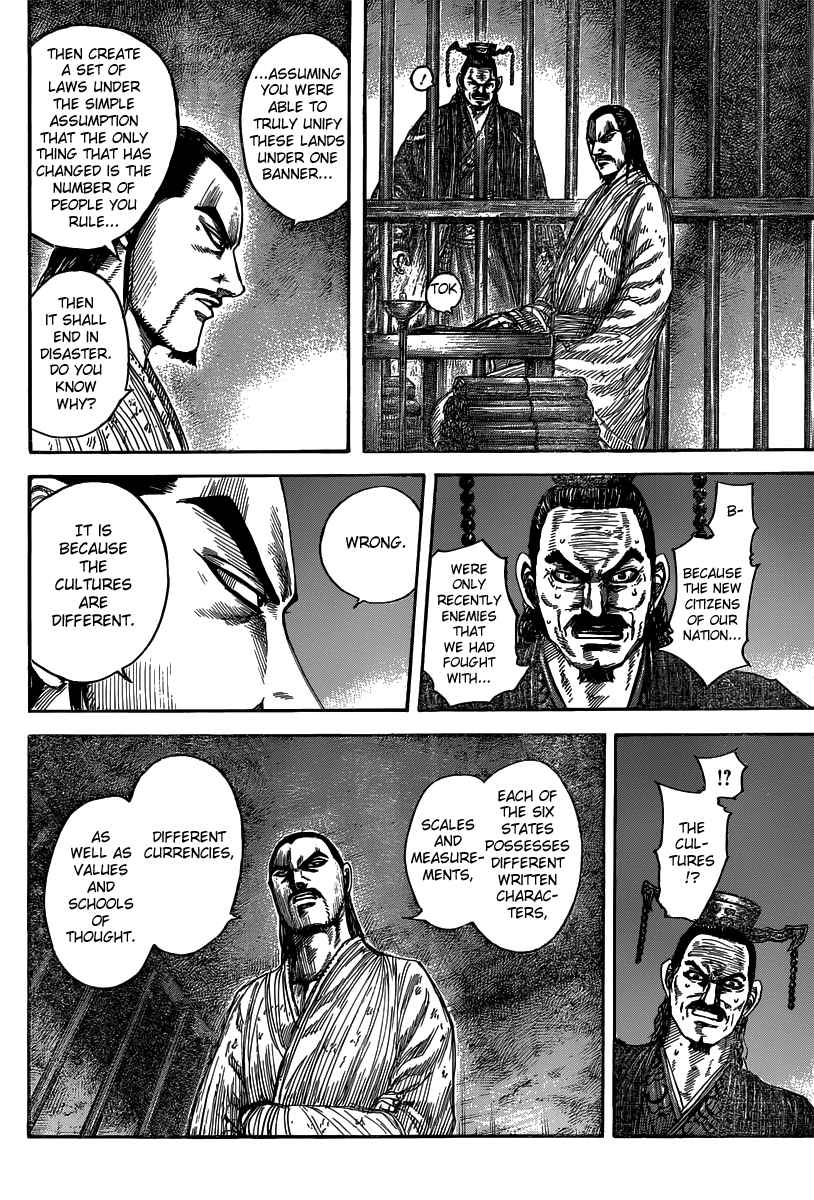 !
TOK
...ASSUMING
YOU WERE
ABLE TO
TRULY UNIFY
THESE LANDS
UNDER ONE
BANNER...
THEN CREATE
A SET OF
LAWS UNDER
THE SIMPLE
ASSUMPTION
THAT THE ONLY
THING THAT HAS
CHANGED IS THE
NUMBER OF
PEOPLE YOU
RULE...
THEN
IT SHALL
END IN
DISASTER.
DO YOU
KNOW
WHY?
B-
BECAUSE
THE NEW
CITIZENS
OF OUR
NATION...
WERE
ONLY
RECENTLY
ENEMIES
THAT
WE HAD
FOUGHT
WITH...
WRONG.
IT IS
BECAUSE
THE
CULTURES
ARE
DIFFERENT.
!?
THE
CUL-
TURES
!?
EACH OF
THE SIX
STATES
POSSESSES
DIFFERENT
WRITTEN
CHARAC-
TERS,
SCALES
AND
MEASURE-
MENTS,
DIFFERENT
CURRENCIES,
AS
WELL AS
VALUES
AND
SCHOOLS
OF
THOUGHT.